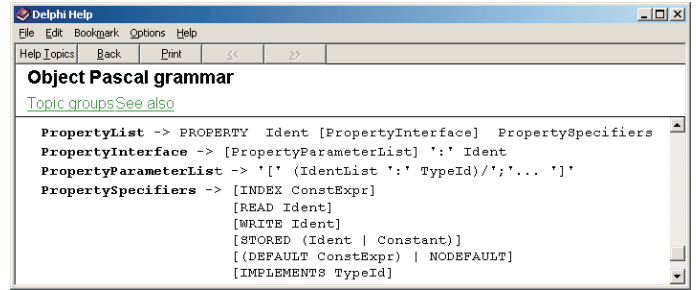 Delphi Help
File Edit Bookmark Options Help
Help Topics Back Print << >>
Object Pascal grammar
Topic groupsSee also
PropertyList -> PROPERTY Ident [PropertyInterface] PropertySpecifiers
PropertyInterface -> [PropertyParameterList] ':' Ident
PropertyParameterList -> '[' (IdentList ':' TypeId)/';'... ']'
PropertySpecifiers -> [INDEX ConstExpr]
[READ Ident]
[WRITE Ident]
[STORED (Ident | Constant)]
[(DEFAULT ConstExpr) | NODEFAULT]
[IMPLEMENTS TypeId]